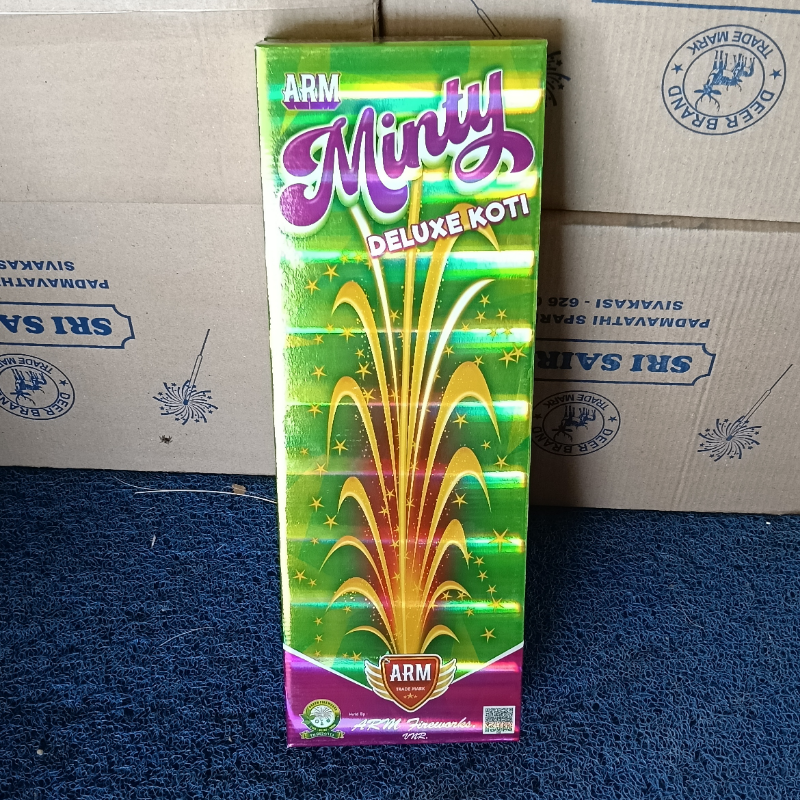 ARM
Minty
DELUXE KOTI
ARM
TRADE MARK
ARM Fireworks.
VNR.
TRADE MARK
DEER BRAND
PADMAVATHI
SIVAKASI
SRI SA
TRADE MARK
DEER BRAND
PADMAVATHI SPAR
SIVAKASI - 626
SRI SAIR
TRADE MARK
DEER BRAND